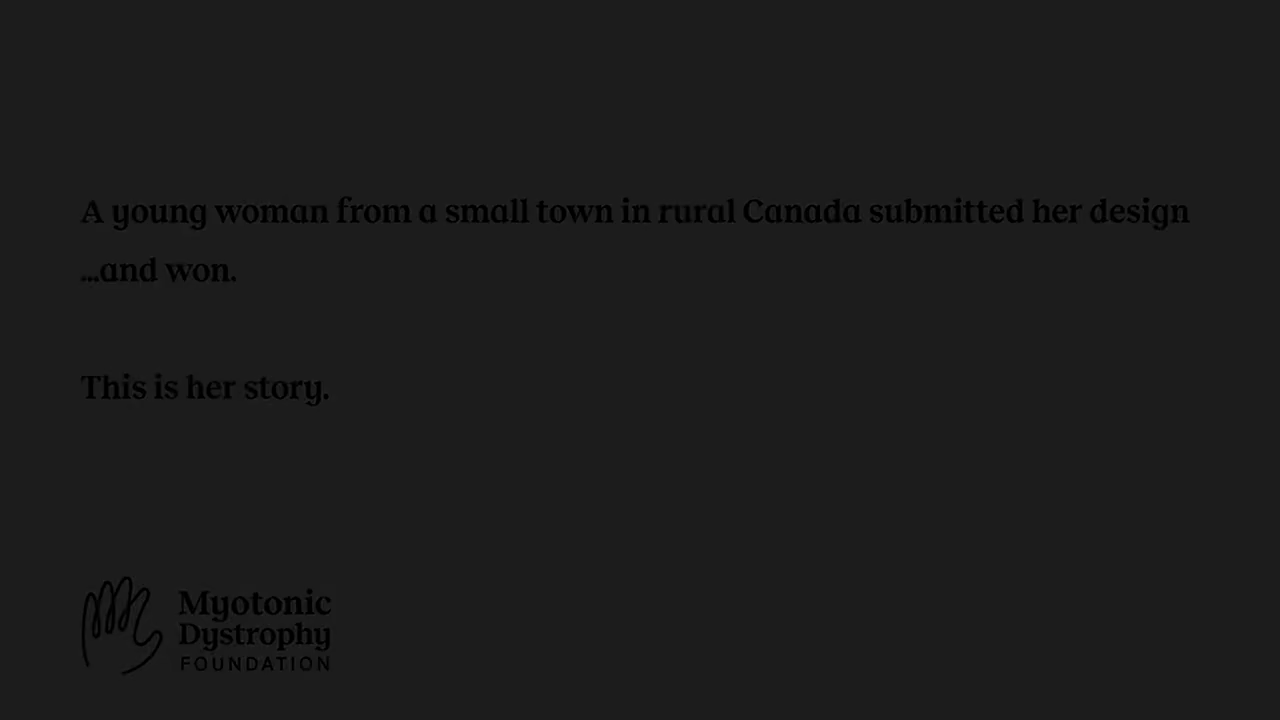 A young woman from a small town in rural Canada submitted her design
...and won.
This is her story.
Myotonic
Dystrophy
FOUNDATION